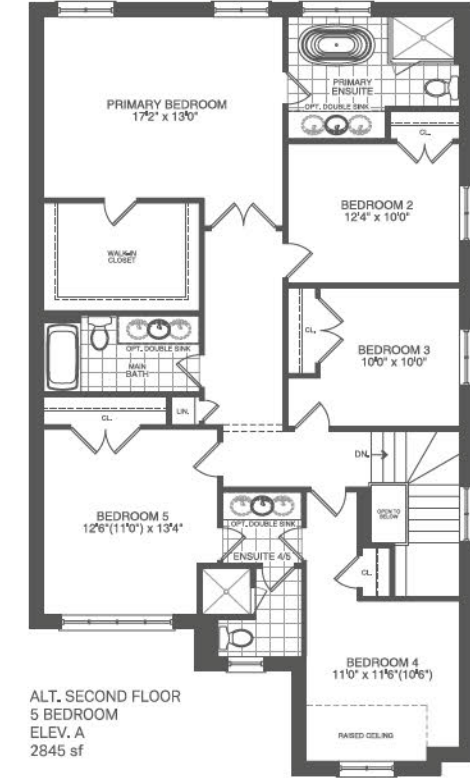 PRIMARY BEDROOM
17'2" x 13'0"
PRIMARY
ENSUITE
OPT. DOUBLE SINK
CL.
BEDROOM 2
12'4" x 10'0"
WALK-IN
CLOSET
OPT. DOUBLE SINK
MAIN
BATH
CL.
BEDROOM 3
10'0" x 10'0"
CL.
LIN.
DN.
BEDROOM 5
12'6"(11'0") x 13'4"
OPT. DOUBLE SINK
ENSUITE 4/5
OPEN TO
BELOW
CL.
BEDROOM 4
11'0" x 11'6"(10'6")
RAISED CEILING
ALT. SECOND FLOOR
5 BEDROOM
ELEV. A
2845 sf